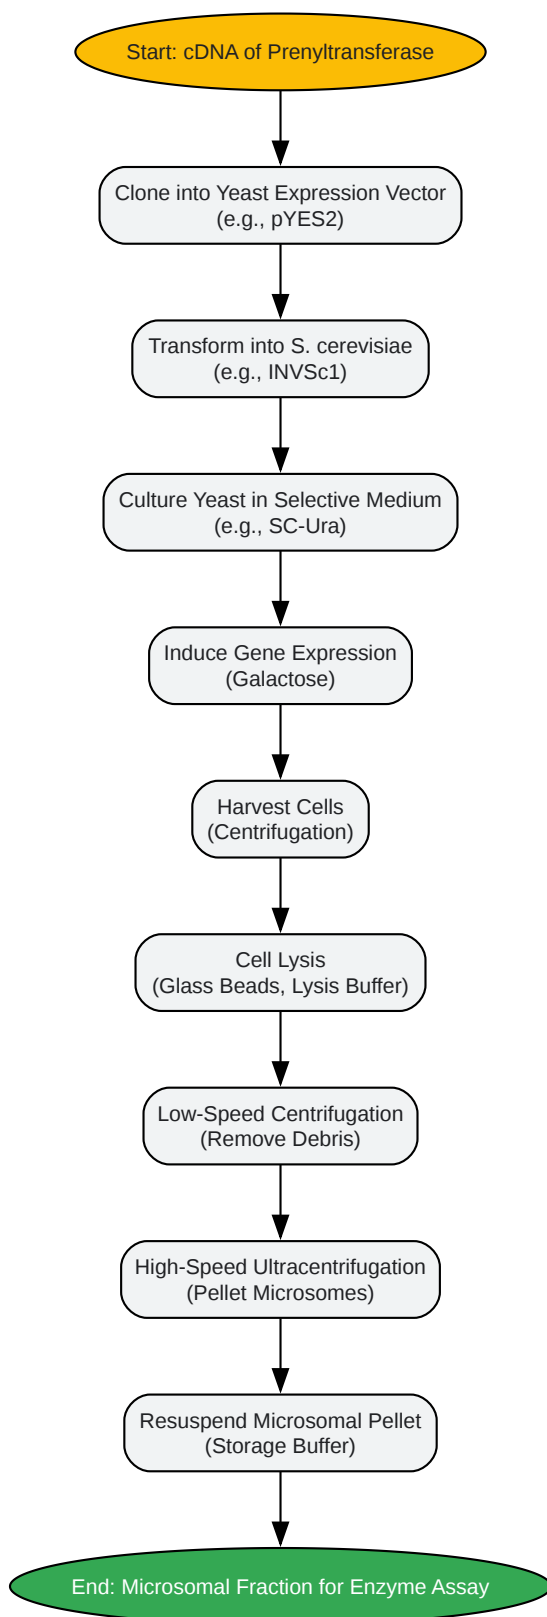 Start: cDNA of Prenyltransferase
Clone into Yeast Expression Vector
(e.g., pYES2)
Transform into S. cerevisiae
(e.g., INVSc1)
Culture Yeast in Selective Medium
(e.g., SC-Ura)
Induce Gene Expression
(Galactose)
Harvest Cells
(Centrifugation)
Cell Lysis
(Glass Beads, Lysis Buffer)
Low-Speed Centrifugation
(Remove Debris)
High-Speed Ultracentrifugation
(Pellet Microsomes)
Resuspend Microsomal Pellet
(Storage Buffer)
End: Microsomal Fraction for Enzyme Assay